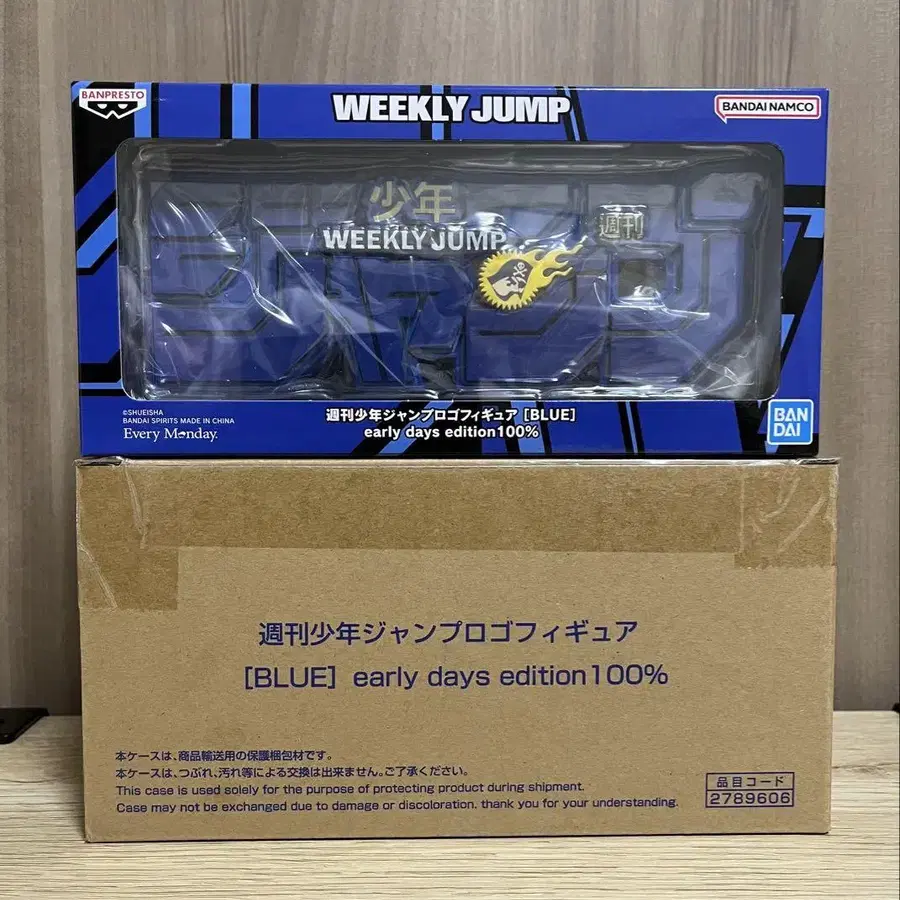 BANPRESTO
WEEKLY JUMP
BANDAI NAMCO
少年
週刊
WEEKLY JUMP
ジャンプ
©SHUEISHA
BANDAI SPIRITS MADE IN CHINA
Every Monday.
週刊少年ジャンプロゴフィギュア［BLUE］
early days edition100%
BAN
DAI
週刊少年ジャンプロゴフィギュア
［BLUE］early days edition100%
本ケースは、商品輸送用の保護梱包材です。
本ケースは、つぶれ、汚れ等による交換は出来ません。ご了承ください。
This case is used solely for the purpose of protecting product during shipment.
Case may not be exchanged due to damage or discoloration. thank you for your understanding.
品目コード
2789606